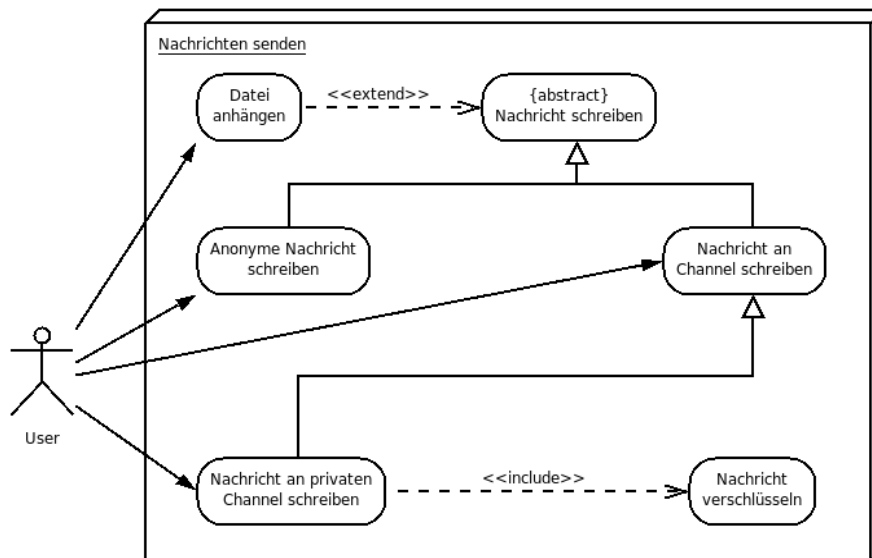 Nachrichten senden
Datei
anhängen
<<extend>>
{abstract}
Nachricht schreiben
Anonyme Nachricht
schreiben
Nachricht an
Channel schreiben
User
Nachricht an privaten
Channel schreiben
<<include>>
Nachricht
verschlüsseln